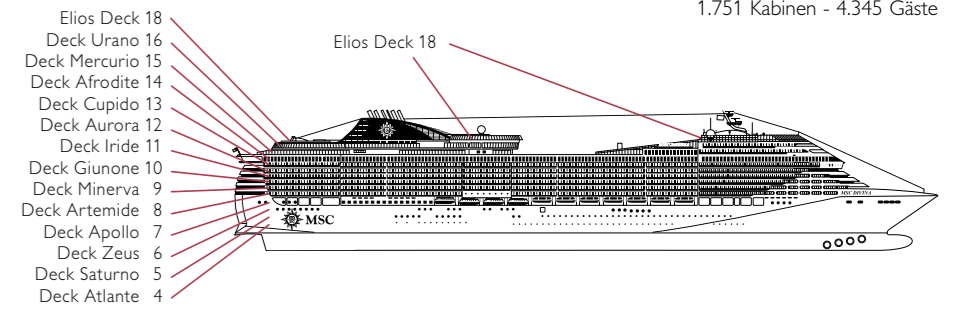 1.751 Kabinen - 4.345 Gäste
Elios Deck 18
Deck Urano 16
Deck Mercurio 15
Deck Afrodite 14
Deck Cupido 13
Deck Aurora 12
Deck Iride 11
Deck Giunone 10
Deck Minerva 9
Deck Artemide 8
Deck Apollo 7
Deck Zeus 6
Deck Saturno 5
Deck Atlante 4
Elios Deck 18
MSC
MSC DIVINA